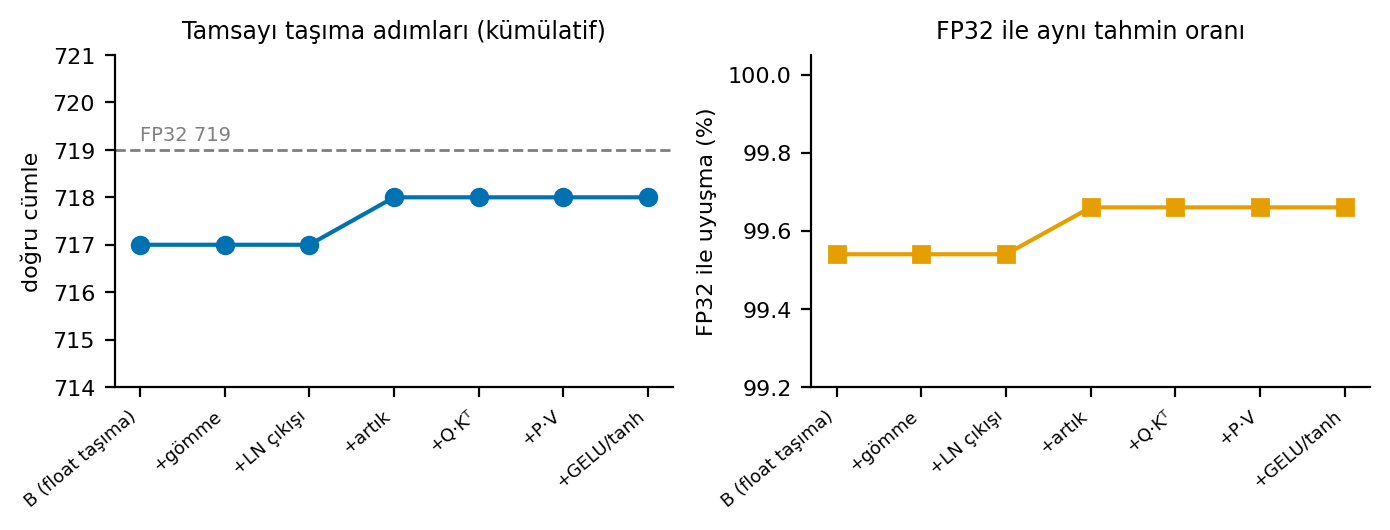 Tamsayı taşıma adımları (kümülatif)
doğru cümle
721
720
719
718
717
716
715
714
FP32 719
B (float taşıma)
+gömme
+LN çıkışı
+artık
+Q·Kᵀ
+P·V
+GELU/tanh
FP32 ile aynı tahmin oranı
FP32 ile uyuşma (%)
100.0
99.8
99.6
99.4
99.2
B (float taşıma)
+gömme
+LN çıkışı
+artık
+Q·Kᵀ
+P·V
+GELU/tanh